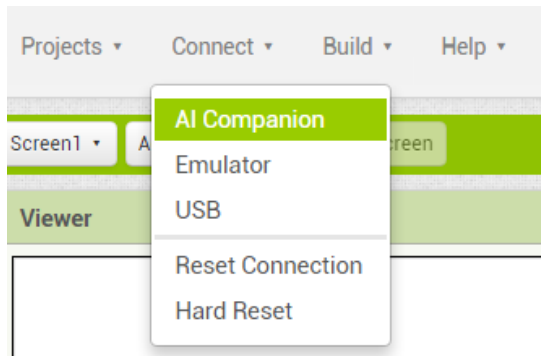 Projects ▾ Connect ▾ Build ▾ Help ▾
AI Companion
Screen1 ▾ A
Emulator
USB
Viewer
Reset Connection
Hard Reset